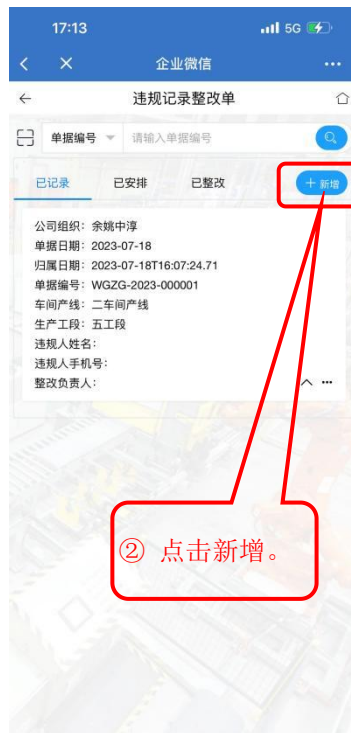 17:13
5G
企业微信
违规记录整改单
单据编号 请输入单据编号
已记录 已安排 已整改 + 新增
公司组织：余姚中淳
单据日期：2023-07-18
归属日期：2023-07-18T16:07:24.71
单据编号：WGZG-2023-000001
车间产线：二车间产线
生产工段：五工段
违规人姓名：
违规人手机号：
整改负责人：
② 点击新增。